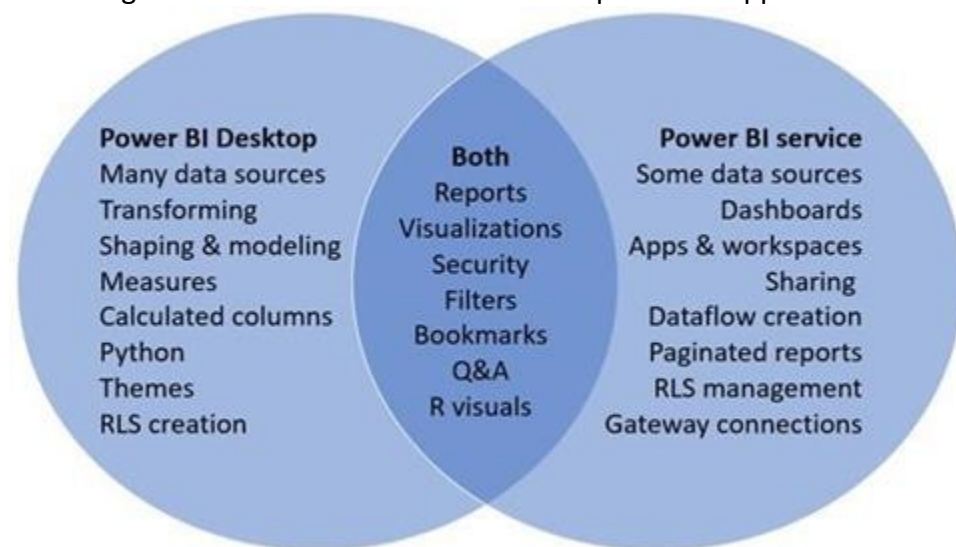 Power BI Desktop
Many data sources
Transforming
Shaping & modeling
Measures
Calculated columns
Python
Themes
RLS creation
Both
Reports
Visualizations
Security
Filters
Bookmarks
Q&A
R visuals
Power BI service
Some data sources
Dashboards
Apps & workspaces
Sharing
Dataflow creation
Paginated reports
RLS management
Gateway connections